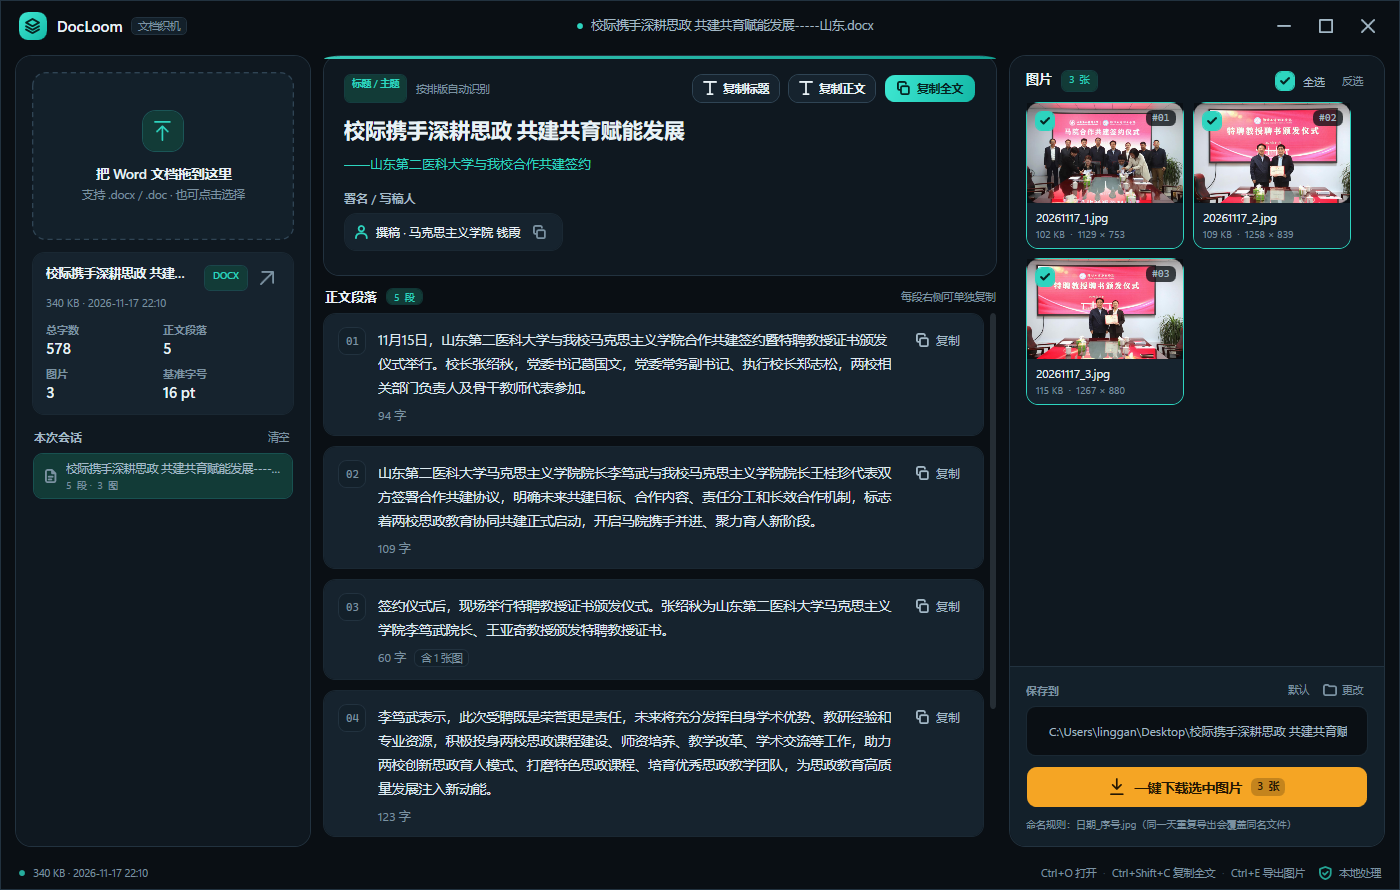 DocLoom 文档织机
校际携手深耕思政 共建共育赋能发展-----山东.docx
把 Word 文档拖到这里
支持 .docx / .doc · 也可点击选择
校际携手深耕思政 共建... DOCX
340 KB · 2026-11-17 22:10
总字数 正文段落
578 5
图片 基准字号
3 16 pt
本次会话 清空
校际携手深耕思政 共建共育赋能发展----...
5 段 · 3 图
标题 / 主题 按排版自动识别 复制标题 复制正文 复制全文
校际携手深耕思政 共建共育赋能发展
——山东第二医科大学与我校合作共建签约
署名 / 写稿人
撰稿 · 马克思主义学院 钱霞
正文段落 5 段 每段右侧可单独复制
01 11月15日，山东第二医科大学与我校马克思主义学院合作共建签约暨特聘教授证书颁发 复制
仪式举行。校长张绍秋，党委书记葛国文，党委常务副书记、执行校长郑志松，两校相
关部门负责人及骨干教师代表参加。
94 字
02 山东第二医科大学马克思主义学院院长李笃武与我校马克思主义学院院长王桂珍代表双 复制
方签署合作共建协议，明确未来共建目标、合作内容、责任分工和长效合作机制，标志
着两校思政教育协同共建正式启动，开启马院携手并进、聚力育人新阶段。
109 字
03 签约仪式后，现场举行特聘教授证书颁发仪式。张绍秋为山东第二医科大学马克思主义 复制
学院李笃武院长、王亚奇教授颁发特聘教授证书。
60 字 含 1 张图
04 李笃武表示，此次受聘既是荣誉更是责任，未来将充分发挥自身学术优势、教研经验和 复制
专业资源，积极投身两校思政课程建设、师资培养、教学改革、学术交流等工作，助力
两校创新思政育人模式、打磨特色思政课程、培育优秀思政教学团队，为思政教育高质
量发展注入新动能。
123 字
图片 3 张 全选 反选
#01
马院合作共建签约仪式
20261117_1.jpg
102 KB · 1129 × 753
#02
特聘教授聘书颁发仪式
20261117_2.jpg
109 KB · 1258 × 839
#03
特聘教授聘书颁发仪式
20261117_3.jpg
115 KB · 1267 × 880
保存到 默认 更改
C:\Users\linggan\Desktop\校际携手深耕思政 共建共育赋
一键下载选中图片 3 张
命名规则：日期_序号.jpg（同一天重复导出会覆盖同名文件）
340 KB · 2026-11-17 22:10
Ctrl+O 打开 · Ctrl+Shift+C 复制全文 · Ctrl+E 导出图片 本地处理